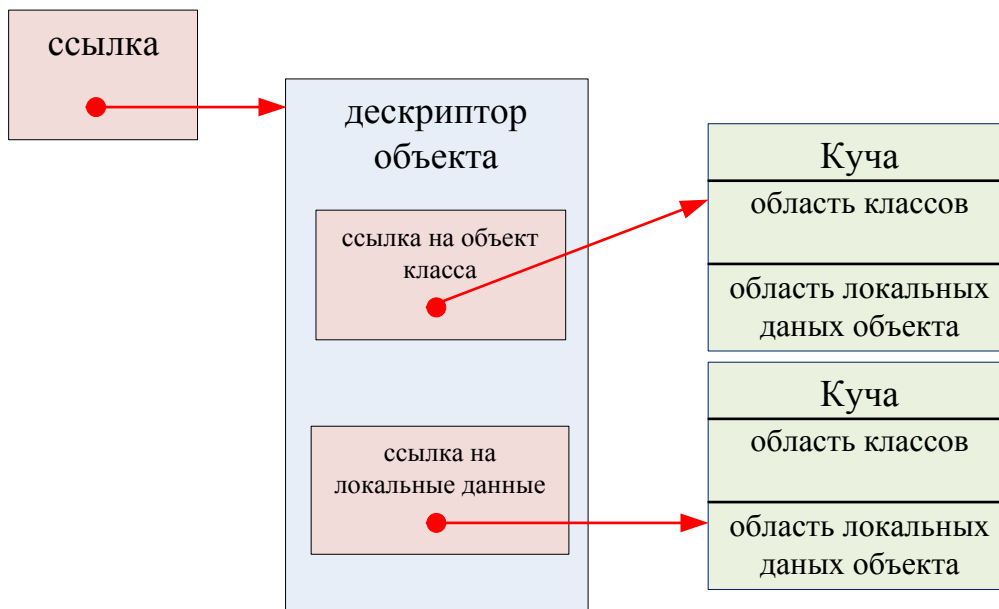 ссылка
дескриптор
объекта
ссылка на объект
класса
ссылка на
локальные данные
Куча
область классов
область локальных
даных объекта
Куча
область классов
область локальных
даных объекта